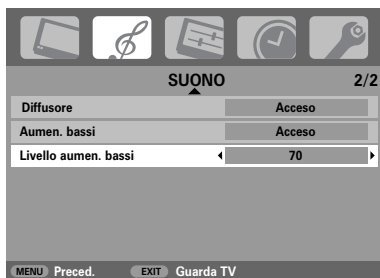 SUONO 2/2
Diffusore Acceso
Aumen. bassi Acceso
Livello aumen. bassi 70
MENU Preced. EXIT Guarda TV